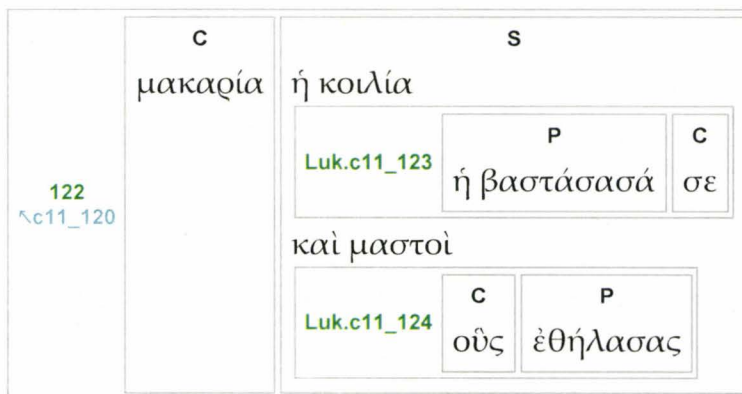 C S
μακαρία ἡ κοιλία
P C
Luk.c11_123 ἡ βαστάσασά σε
122
↖c11_120
καὶ μαστοὶ
C P
Luk.c11_124 οὓς ἐθήλασας